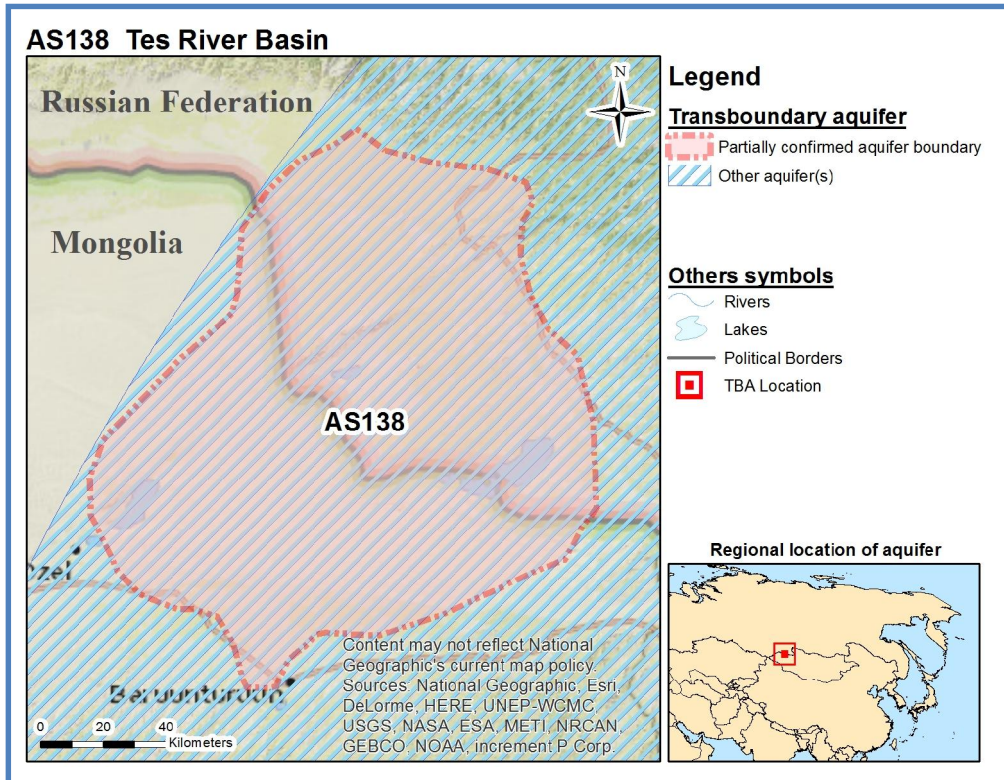 AS138 Tes River Basin
Russian Federation
Mongolia
AS138
Content may not reflect National
Geographic's current map policy.
Sources: National Geographic, Esri,
DeLorme, HERE, UNEP-WCMC,
USGS, NASA, ESA, METI, NRCAN,
GEBCO, NOAA, increment P Corp.
0 20 40
Kilometers
N
Legend
Transboundary aquifer
Partially confirmed aquifer boundary
Other aquifer(s)
Others symbols
Rivers
Lakes
Political Borders
TBA Location
Regional location of aquifer